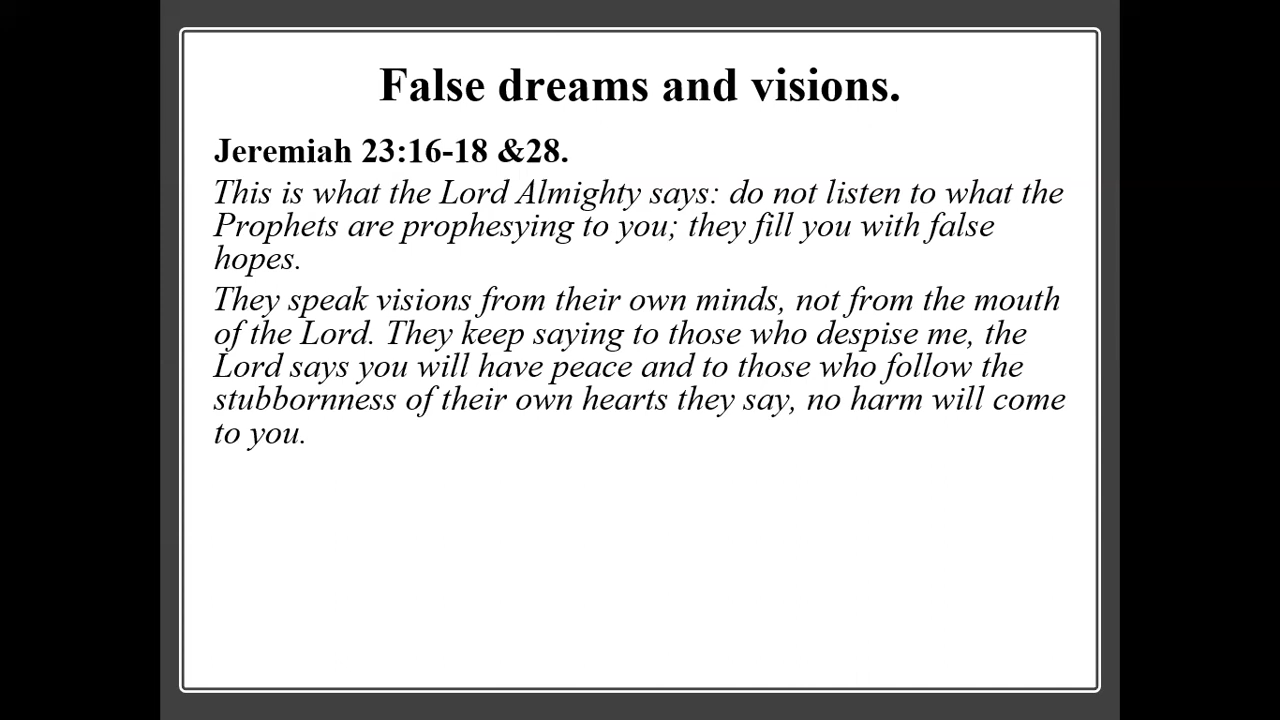 False dreams and visions.
Jeremiah 23:16-18 &28.
This is what the Lord Almighty says: do not listen to what the
Prophets are prophesying to you; they fill you with false
hopes.
They speak visions from their own minds, not from the mouth
of the Lord. They keep saying to those who despise me, the
Lord says you will have peace and to those who follow the
stubbornness of their own hearts they say, no harm will come
to you.